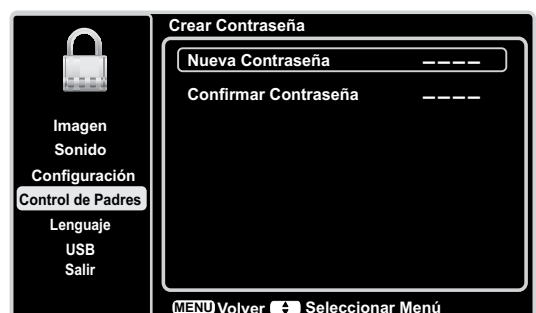 Crear Contraseña
Nueva Contraseña _ _ _ _
Confirmar Contraseña _ _ _ _
Imagen
Sonido
Configuración
Control de Padres
Lenguaje
USB
Salir
MENU Volver Seleccionar Menú